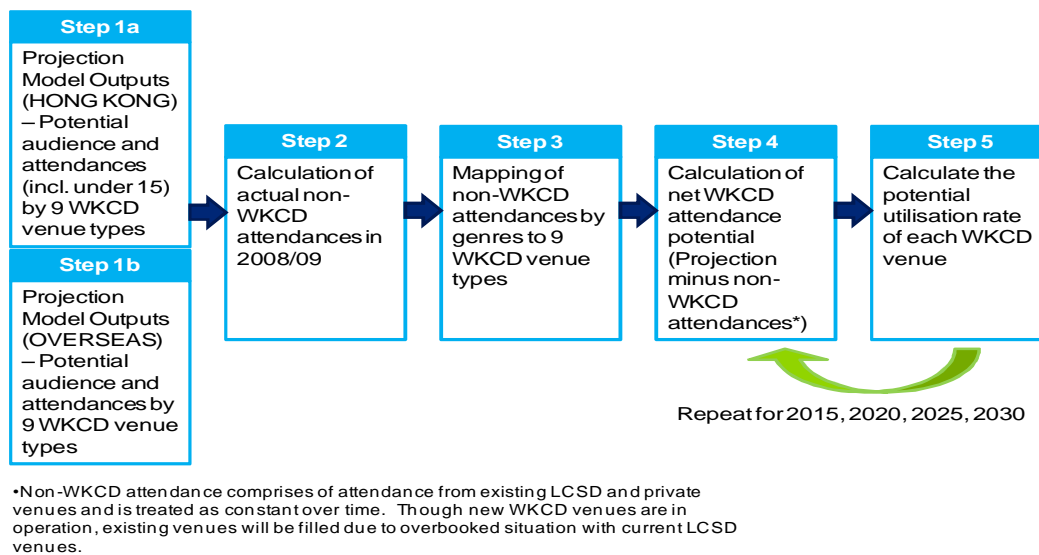 Step 1a
Projection
Model Outputs
(HONG KONG)
– Potential
audience and
attendances
(incl. under 15)
by 9 WKCD
venue types
Step 1b
Projection
Model Outputs
(OVERSEAS)
– Potential
audience and
attendances by
9 WKCD venue
types
Step 2
Calculation of
actual non-
WKCD
attendances in
2008/09
Step 3
Mapping of
non-WKCD
attendances by
genres to 9
WKCD venue
types
Step 4
Calculation of
net WKCD
attendance
potential
(Projection
minus non-
WKCD
attendances*)
Step 5
Calculate the
potential
utilisation rate
of each WKCD
venue
Repeat for 2015, 2020, 2025, 2030
•Non-WKCD attendance comprises of attendance from existing LCSD and private
venues and is treated as constant over time. Though new WKCD venues are in
operation, existing venues will be filled due to overbooked situation with current LCSD
venues.